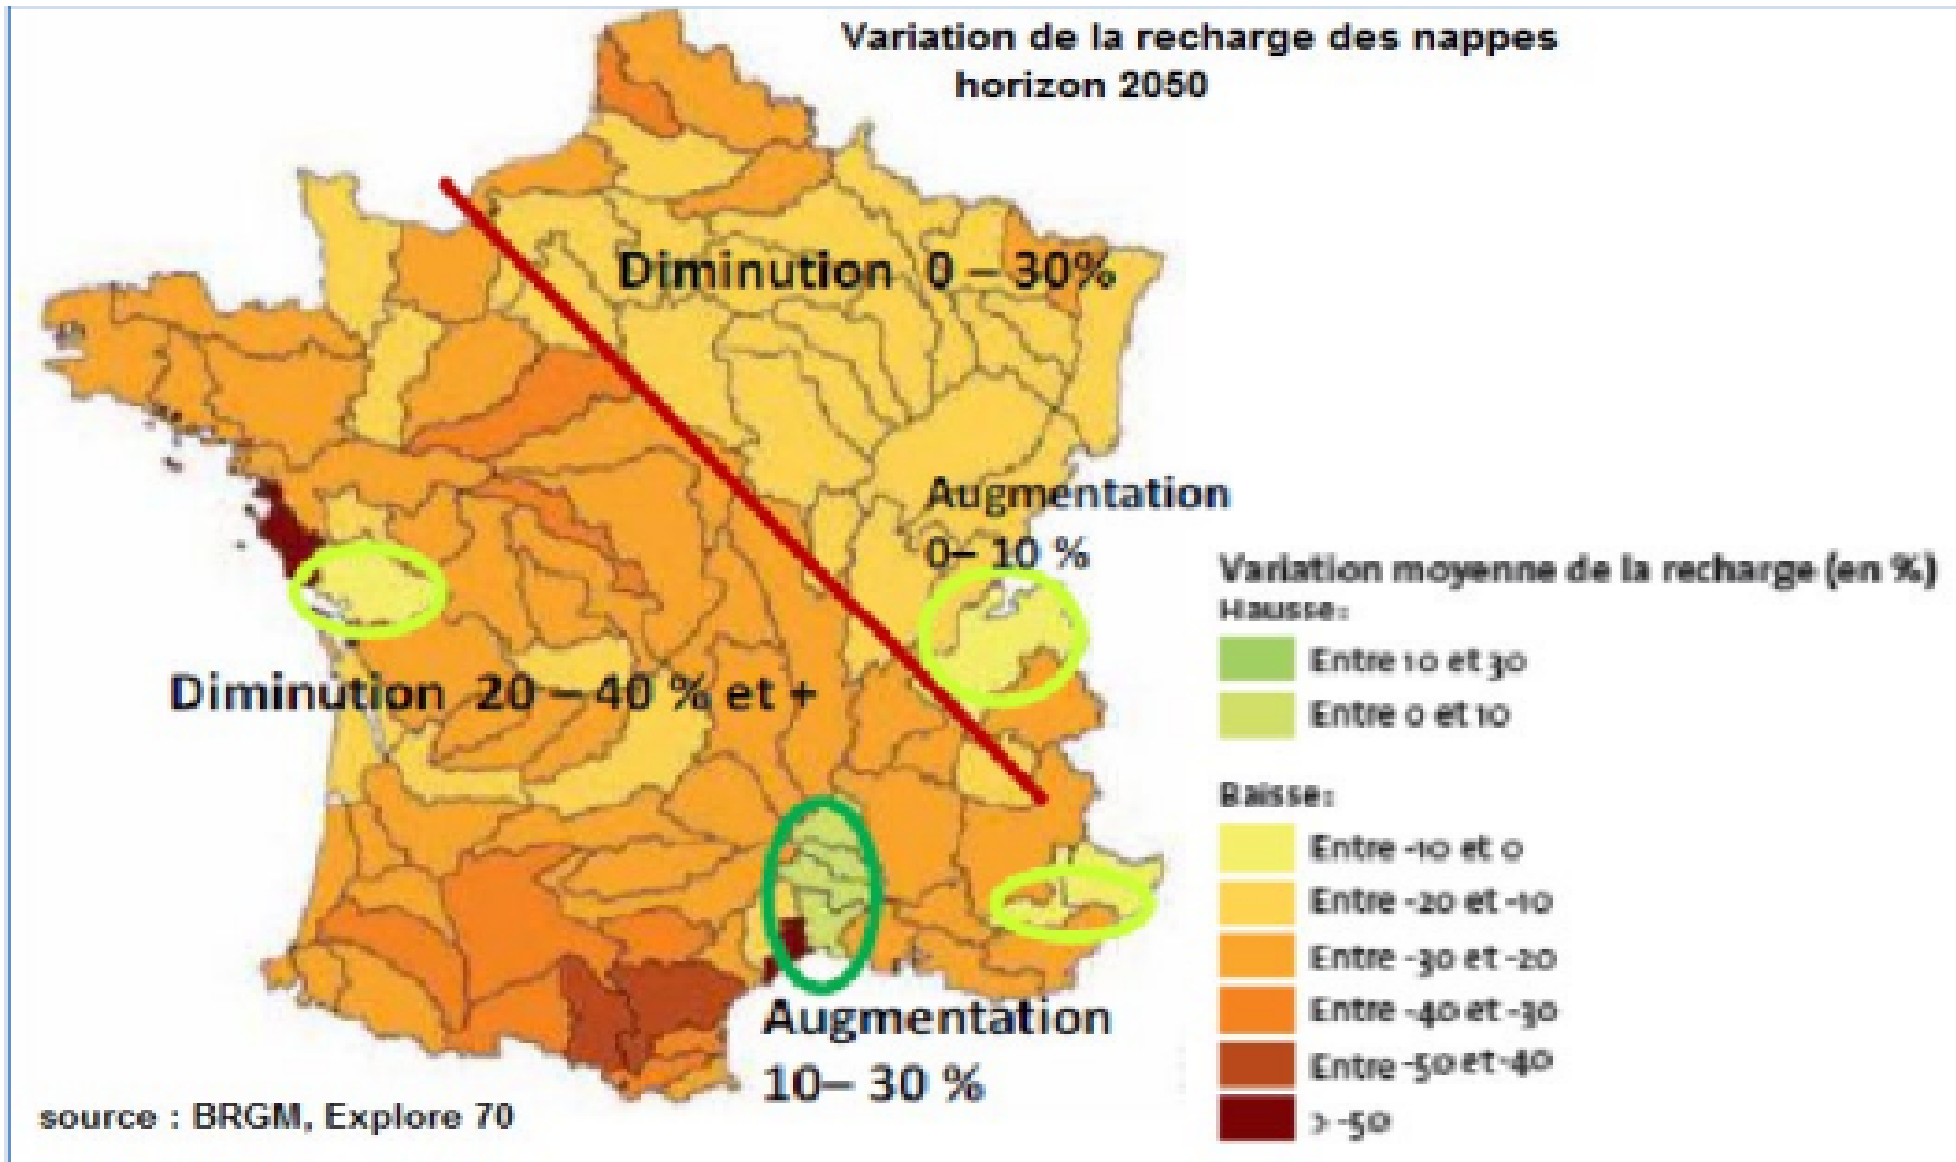 Variation de la recharge des nappes
horizon 2050
Diminution 0 – 30%
Augmentation
0– 10 %
Diminution 20 – 40 % et +
Augmentation
10– 30 %
source : BRGM, Explore 70
Variation moyenne de la recharge (en %)
Hausse:
Entre 10 et 30
Entre 0 et 10
Baisse:
Entre -10 et 0
Entre -20 et -10
Entre -30 et -20
Entre -40 et -30
Entre -50 et -40
> -50